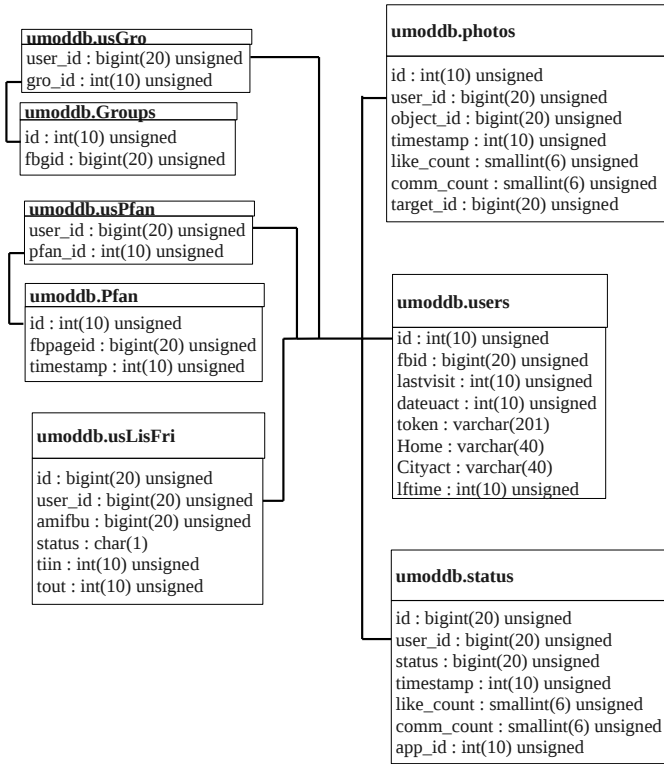 umoddb.usGro
user_id : bigint(20) unsigned
gro_id : int(10) unsigned
umoddb.Groups
id : int(10) unsigned
fbgid : bigint(20) unsigned
umoddb.usPfan
user_id : bigint(20) unsigned
pfan_id : int(10) unsigned
umoddb.Pfan
id : int(10) unsigned
fbpageid : bigint(20) unsigned
timestamp : int(10) unsigned
umoddb.usLisFri
id : bigint(20) unsigned
user_id : bigint(20) unsigned
amifbu : bigint(20) unsigned
status : char(1)
tiin : int(10) unsigned
tout : int(10) unsigned
umoddb.photos
id : int(10) unsigned
user_id : bigint(20) unsigned
object_id : bigint(20) unsigned
timestamp : int(10) unsigned
like_count : smallint(6) unsigned
comm_count : smallint(6) unsigned
target_id : bigint(20) unsigned
umoddb.users
id : int(10) unsigned
fbid : bigint(20) unsigned
lastvisit : int(10) unsigned
dateuact : int(10) unsigned
token : varchar(201)
Home : varchar(40)
Cityact : varchar(40)
lftime : int(10) unsigned
umoddb.status
id : bigint(20) unsigned
user_id : bigint(20) unsigned
status : bigint(20) unsigned
timestamp : int(10) unsigned
like_count : smallint(6) unsigned
comm_count : smallint(6) unsigned
app_id : int(10) unsigned